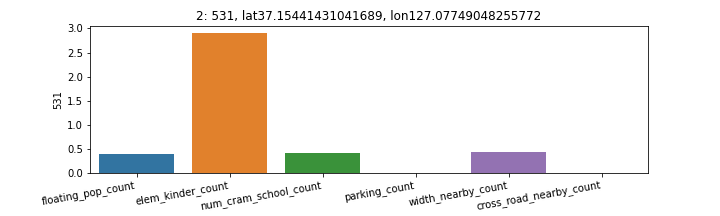 2: 531, lat37.15441431041689, lon127.07749048255772
3.0
2.5
2.0
1.5
1.0
0.5
0.0
531
floating_pop_count
elem_kinder_count
num_cram_school_count
parking_count
width_nearby_count
cross_road_nearby_count